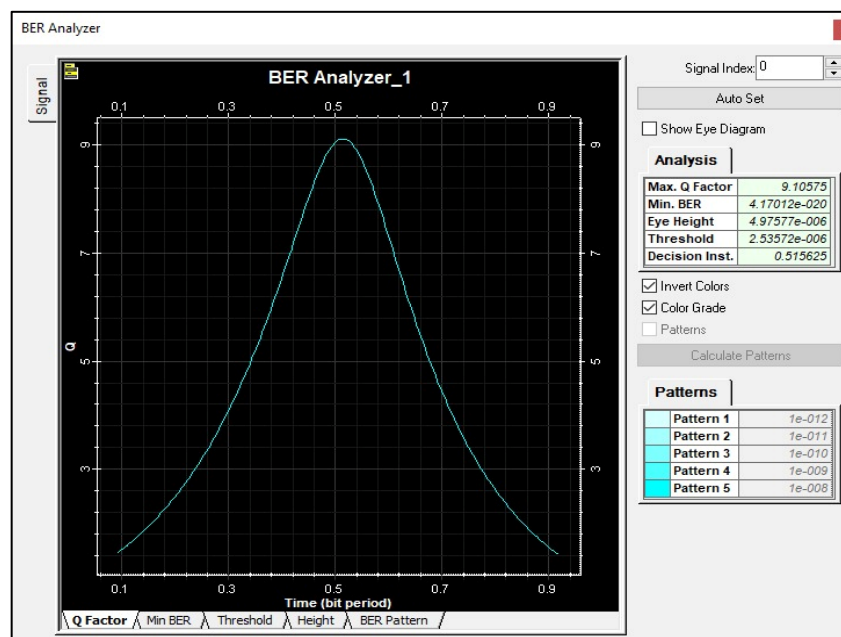 BER Analyzer
Signal
BER Analyzer_1
0.1 0.3 0.5 0.7 0.9
9 9
7 7
5 5
3 3
Q
0.1 0.3 0.5 0.7 0.9
Time (bit period)
Q Factor Min BER Threshold Height BER Pattern
Signal Index: 0
Auto Set
Show Eye Diagram
Analysis
Max. Q Factor 9.10575
Min. BER 4.17012e-020
Eye Height 4.97577e-006
Threshold 2.53572e-006
Decision Inst. 0.515625
Invert Colors
Color Grade
Patterns
Calculate Patterns
Patterns
Pattern 1 1e-012
Pattern 2 1e-011
Pattern 3 1e-010
Pattern 4 1e-009
Pattern 5 1e-008